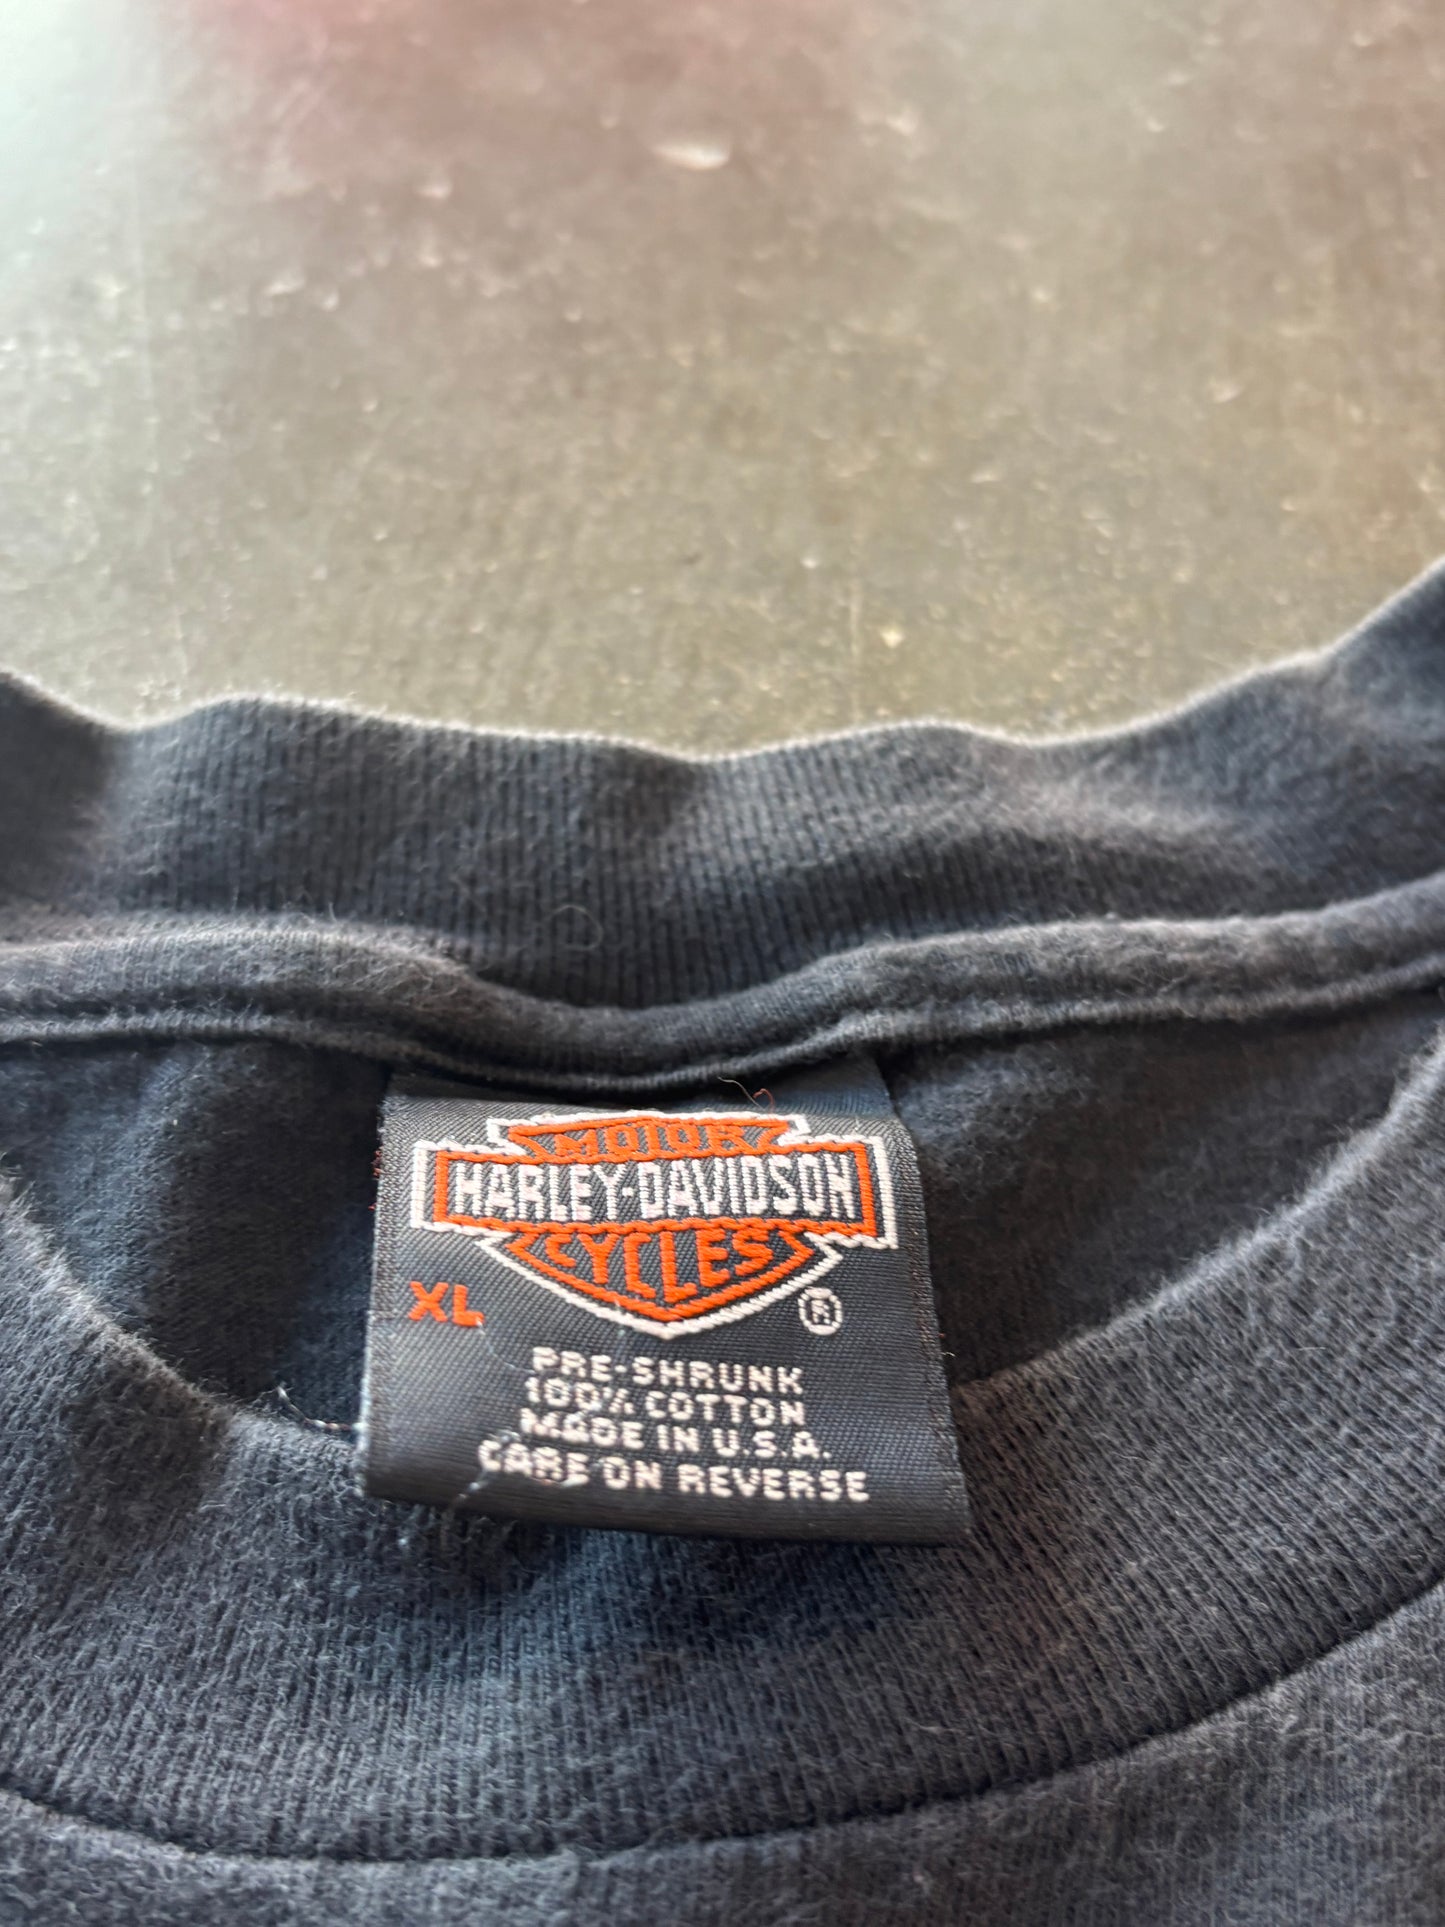 MOTOR
HARLEY-DAVIDSON
CYCLES
XL
®
PRE-SHRUNK
100% COTTON
MADE IN U.S.A.
CARE ON REVERSE